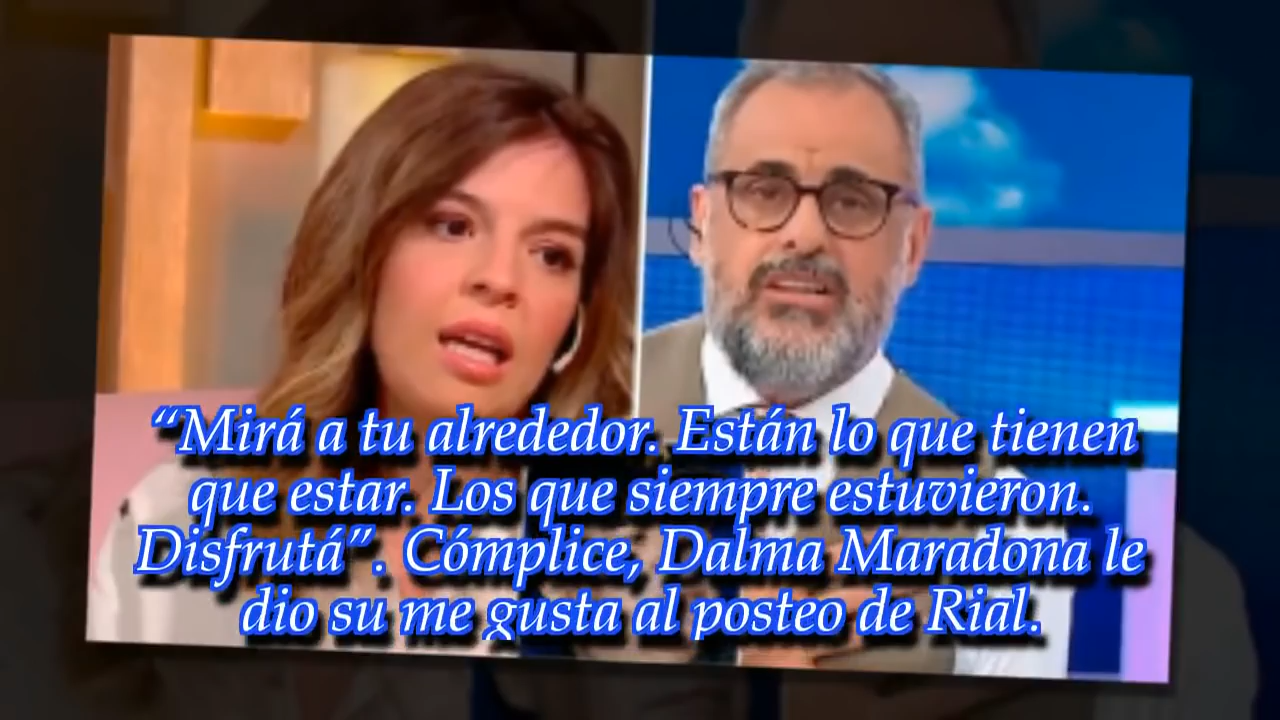 “Mirá a tu alrededor. Están lo que tienen
que estar. Los que siempre estuvieron.
Disfrutá”. Cómplice, Dalma Maradona le
dio su me gusta al posteo de Rial.